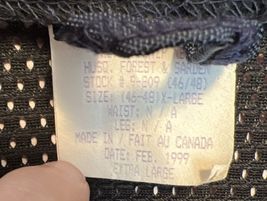 HUSQ. FOREST & GARDEN
STOCK # 9-809 (46/48)
SIZE: (46-48)X-LARGE
WAIST: N / A
LEG: N / A
MADE IN / FAIT AU CANADA
DATE: FEB. 1999
EXTRA LARGE